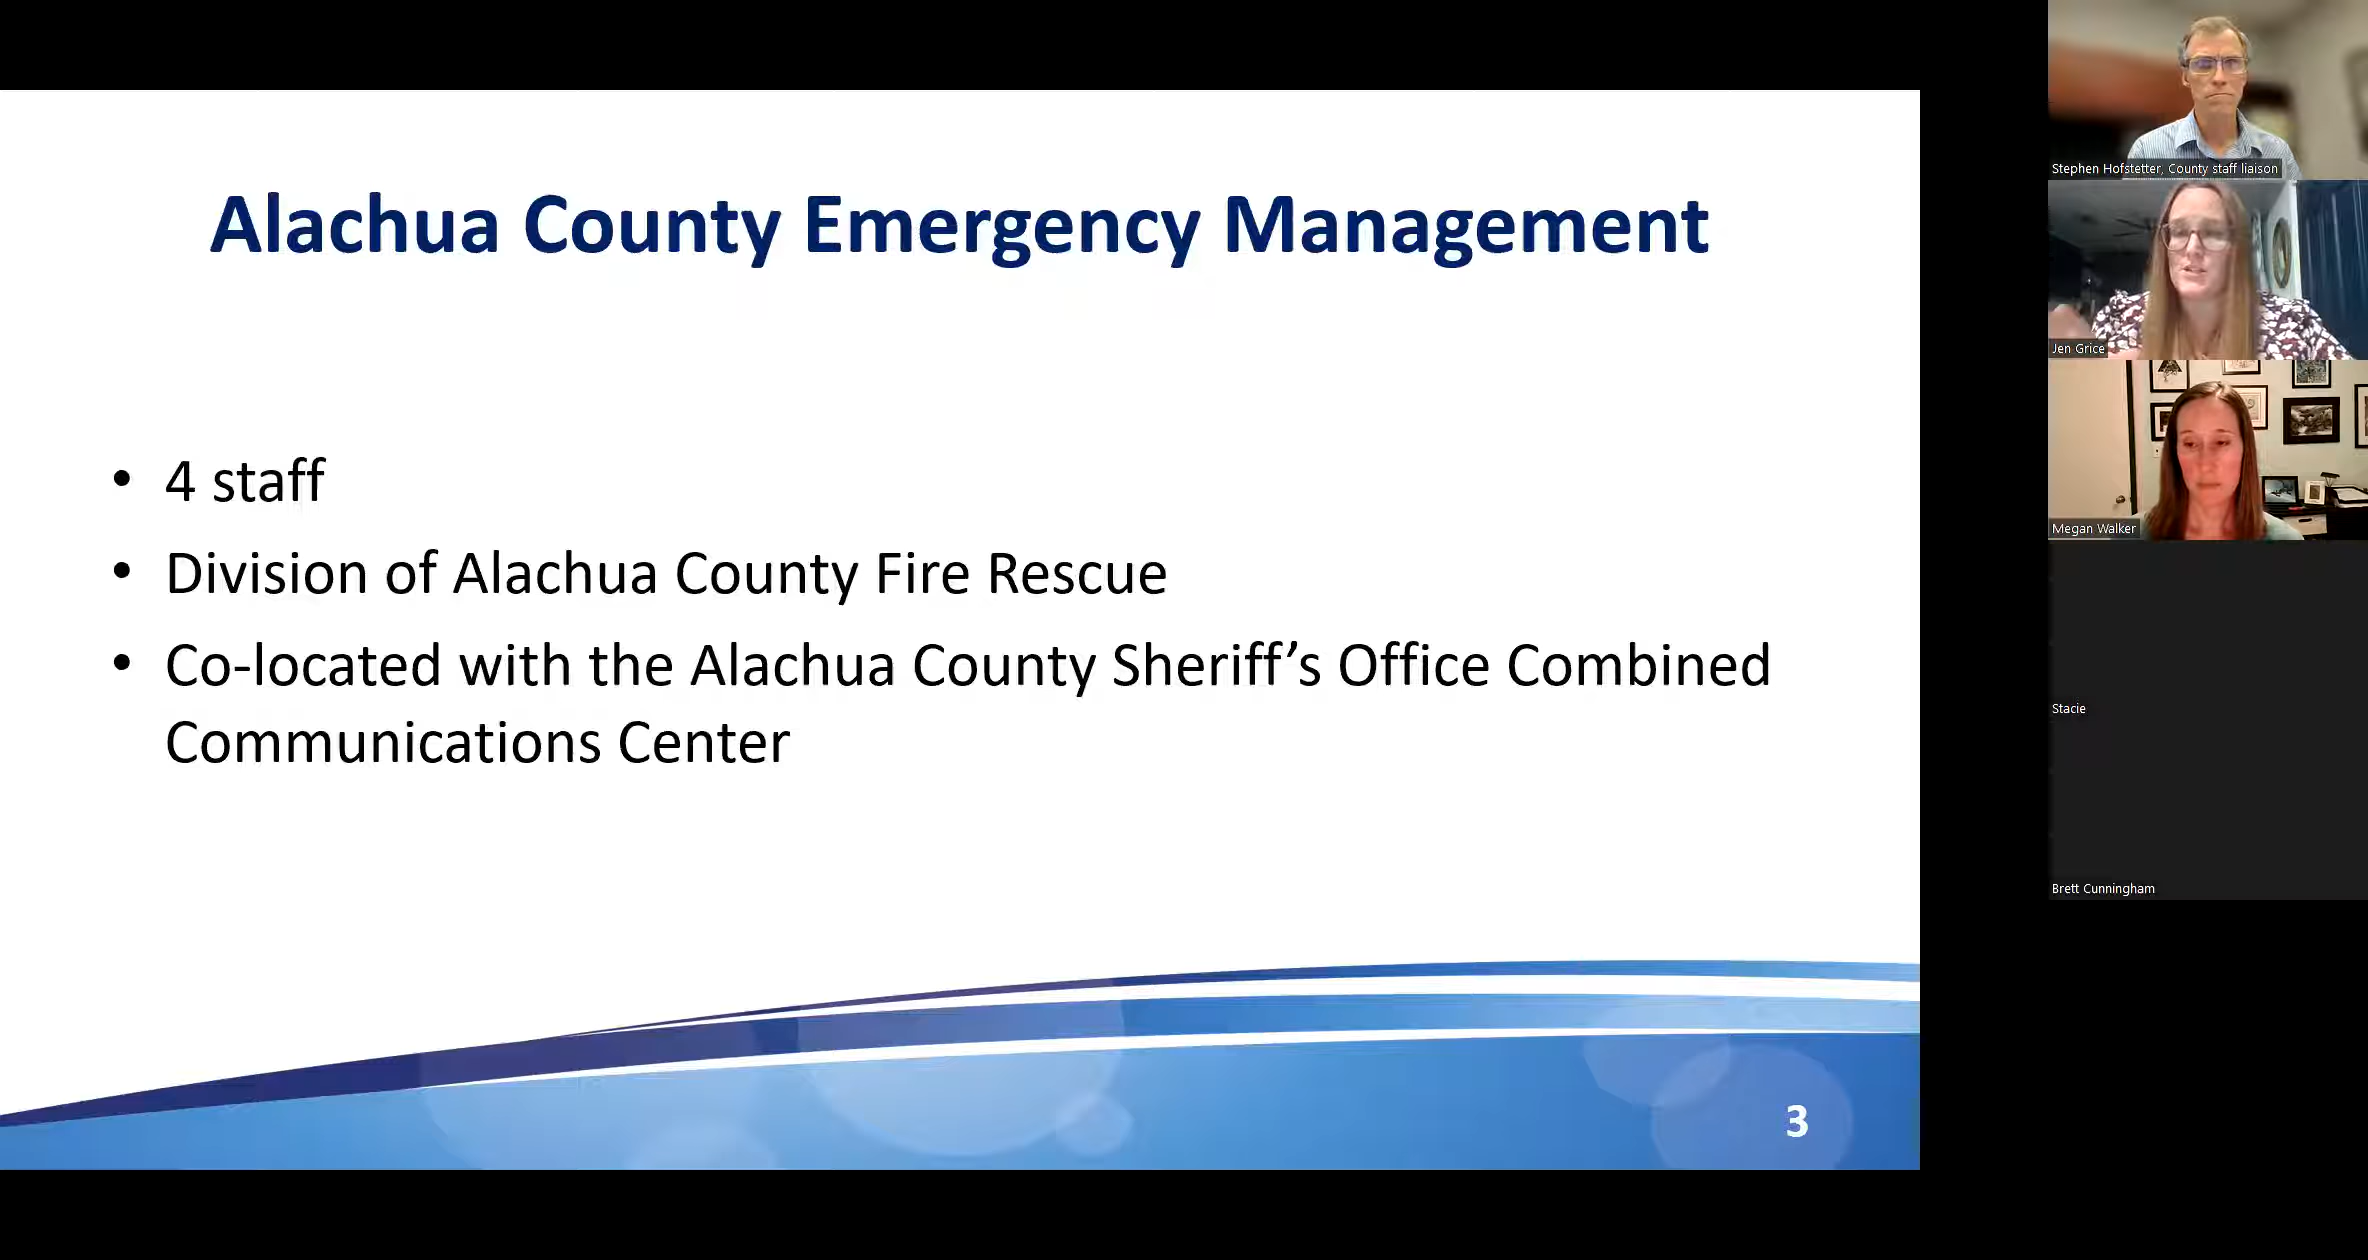 Alachua County Emergency Management
• 4 staff
• Division of Alachua County Fire Rescue
• Co-located with the Alachua County Sheriff’s Office Combined
Communications Center
3
Stephen Hofstetter, County staff liaison
Jen Grice
Megan Walker
Stacie
Brett Cunningham